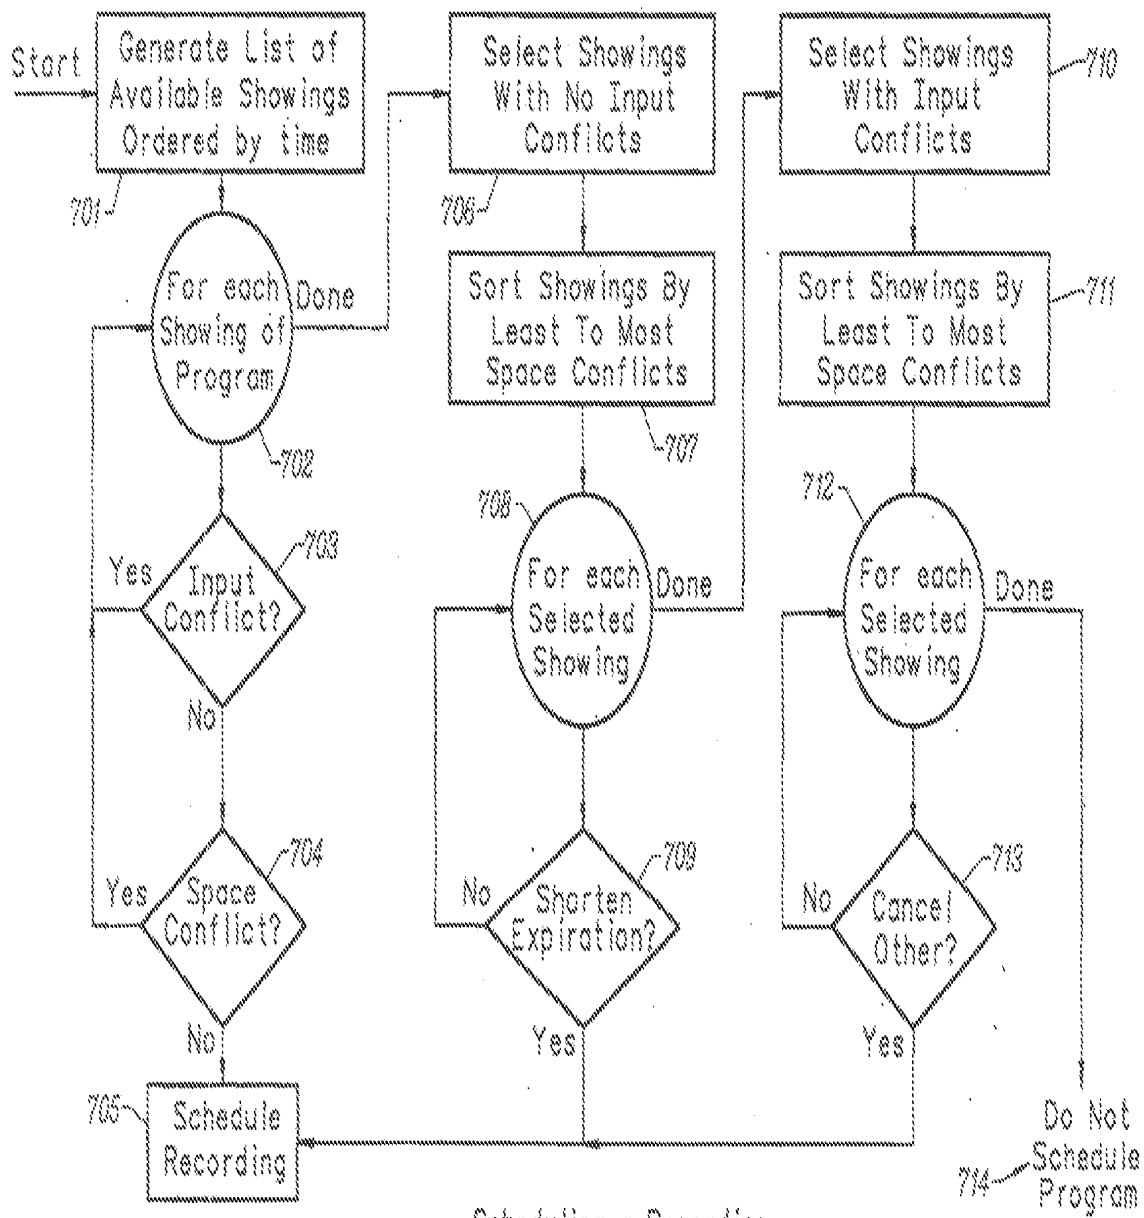 Start
Generate List of
Available Showings
Ordered by time
701
For each
Showing of
Program
Done
702
Input
Conflict?
703
Yes
No
Space
Conflict?
704
Yes
No
Schedule
Recording
705
Select Showings
With No Input
Conflicts
706
Sort Showings By
Least To Most
Space Conflicts
707
For each
Selected
Showing
708
Done
Shorten
Expiration?
709
No
Yes
Select Showings
With Input
Conflicts
710
Sort Showings By
Least To Most
Space Conflicts
711
For each
Selected
Showing
712
Done
Cancel
Other?
713
No
Yes
Do Not
Schedule
Program
714